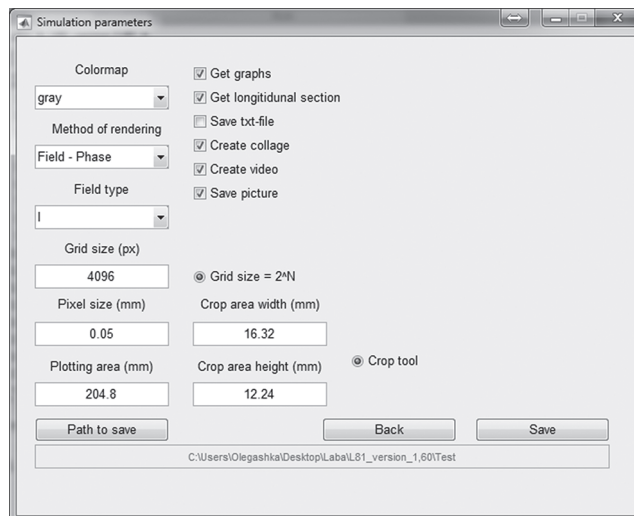 Simulation parameters
Colormap
gray
Method of rendering
Field - Phase
Field type
I
Get graphs
Get longitidunal section
Save txt-file
Create collage
Create video
Save picture
Grid size (px)
4096
Grid size = 2^N
Pixel size (mm)
0.05
Crop area width (mm)
16.32
Plotting area (mm)
204.8
Crop area height (mm)
12.24
Crop tool
Path to save
Back
Save
C:\Users\Olegashka\Desktop\Laba\L81_version_1,60\Test